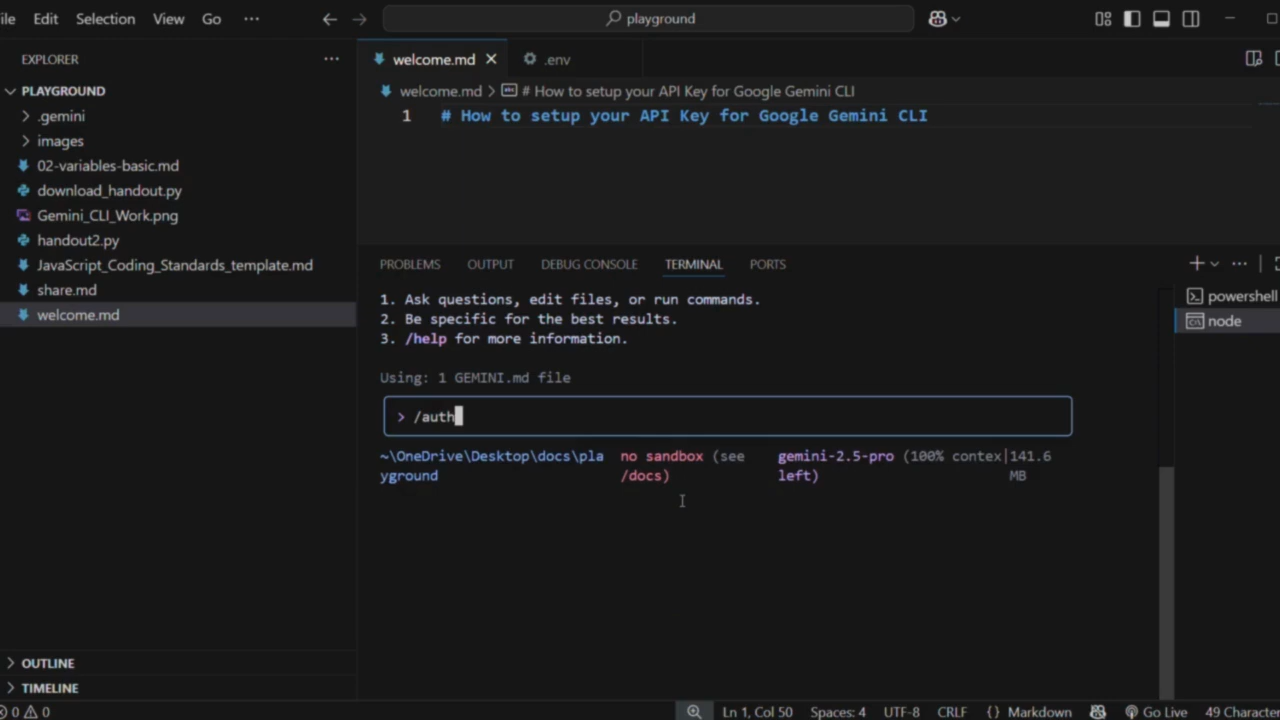 ile Edit Selection View Go ···
playground
EXPLORER ···
PLAYGROUND
.gemini
images
02-variables-basic.md
download_handout.py
Gemini_CLI_Work.png
handout2.py
JavaScript_Coding_Standards_template.md
share.md
welcome.md
OUTLINE
TIMELINE
welcome.md
.env
welcome.md > # How to setup your API Key for Google Gemini CLI
1 # How to setup your API Key for Google Gemini CLI
PROBLEMS OUTPUT DEBUG CONSOLE TERMINAL PORTS
1. Ask questions, edit files, or run commands.
2. Be specific for the best results.
3. /help for more information.
Using: 1 GEMINI.md file
> /auth
~\OneDrive\Desktop\docs\pla no sandbox (see gemini-2.5-pro (100% contex|141.6
yground /docs) left) MB
powershell
node
0 0 Ln 1, Col 50 Spaces: 4 UTF-8 CRLF {} Markdown Go Live 49 Character